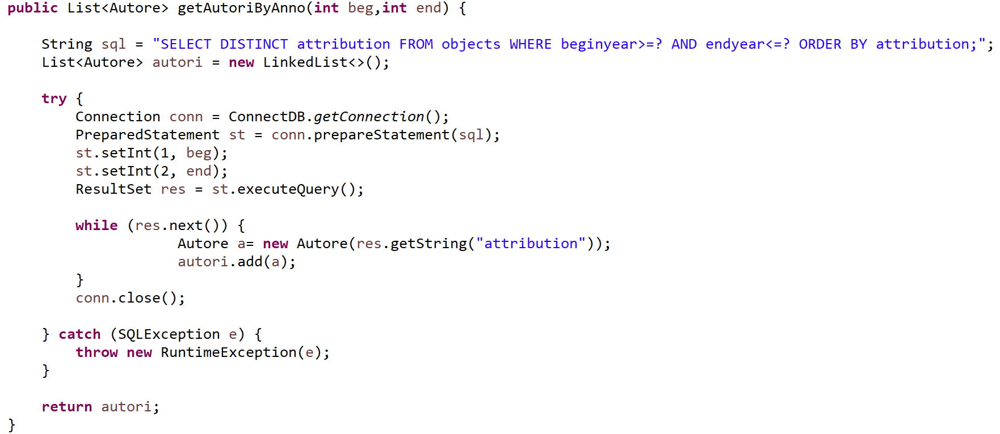 public List<Autore> getAutoriByAnno(int beg,int end) {
String sql = "SELECT DISTINCT attribution FROM objects WHERE beginyear>=? AND endyear<=? ORDER BY attribution;";
List<Autore> autori = new LinkedList<>();
try {
Connection conn = ConnectDB.getConnection();
PreparedStatement st = conn.prepareStatement(sql);
st.setInt(1, beg);
st.setInt(2, end);
ResultSet res = st.executeQuery();
while (res.next()) {
Autore a= new Autore(res.getString("attribution"));
autori.add(a);
}
conn.close();
} catch (SQLException e) {
throw new RuntimeException(e);
}
return autori;
}